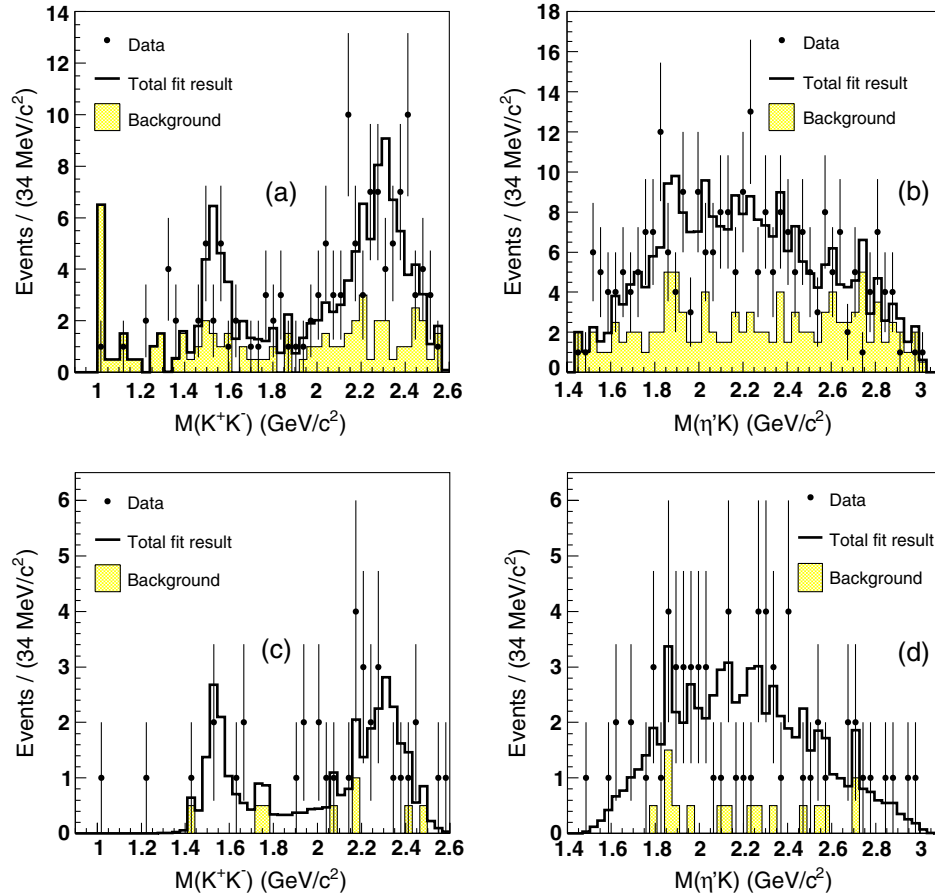 14
12
10
8
6
4
2
0
Events / (34 MeV/c²)
Data
Total fit result
Background
(a)
1 1.2 1.4 1.6 1.8 2 2.2 2.4 2.6
M(K⁺K⁻) (GeV/c²)
18
16
14
12
10
8
6
4
2
0
Events / (34 MeV/c²)
Data
Total fit result
Background
(b)
1.4 1.6 1.8 2 2.2 2.4 2.6 2.8 3
M(η'K) (GeV/c²)
6
5
4
3
2
1
0
Events / (34 MeV/c²)
Data
Total fit result
Background
(c)
1 1.2 1.4 1.6 1.8 2 2.2 2.4 2.6
M(K⁺K⁻) (GeV/c²)
6
5
4
3
2
1
0
Events / (34 MeV/c²)
Data
Total fit result
Background
(d)
1.4 1.6 1.8 2 2.2 2.4 2.6 2.8 3
M(η'K) (GeV/c²)